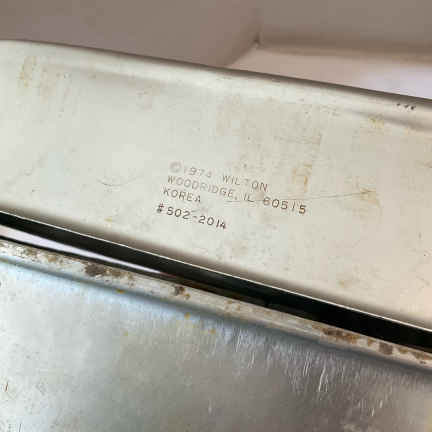 ©1974 WILTON
WOODRIDGE, IL 60515
KOREA
#502-2014